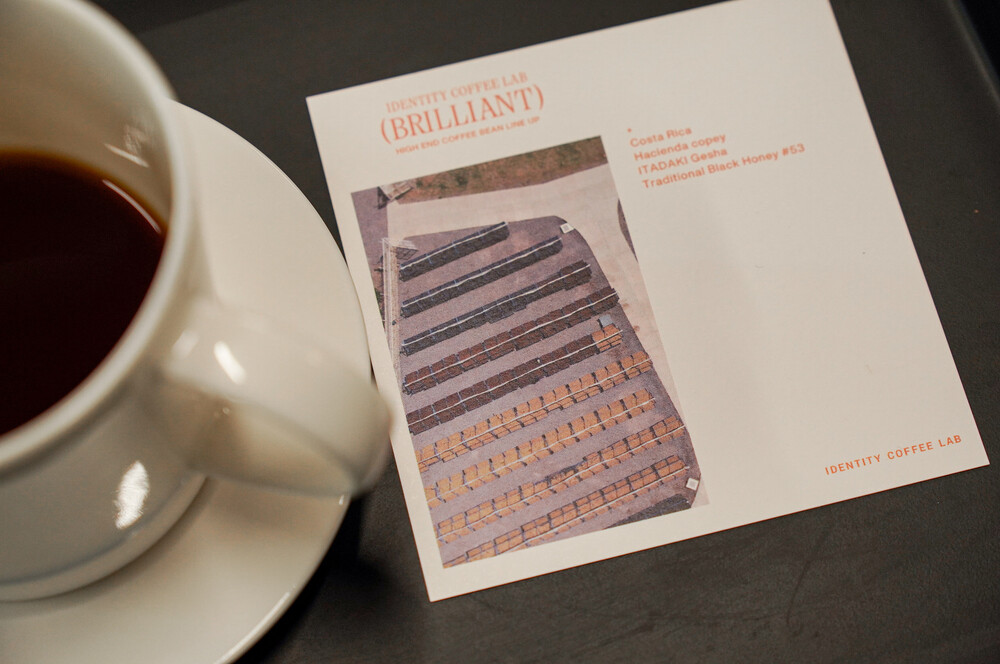 IDENTITY COFFEE LAB
(BRILLIANT)
HIGH END COFFEE BEAN LINE UP
Costa Rica
Hacienda copey
ITADAKI Gesha
Traditional Black Honey #53
IDENTITY COFFEE LAB